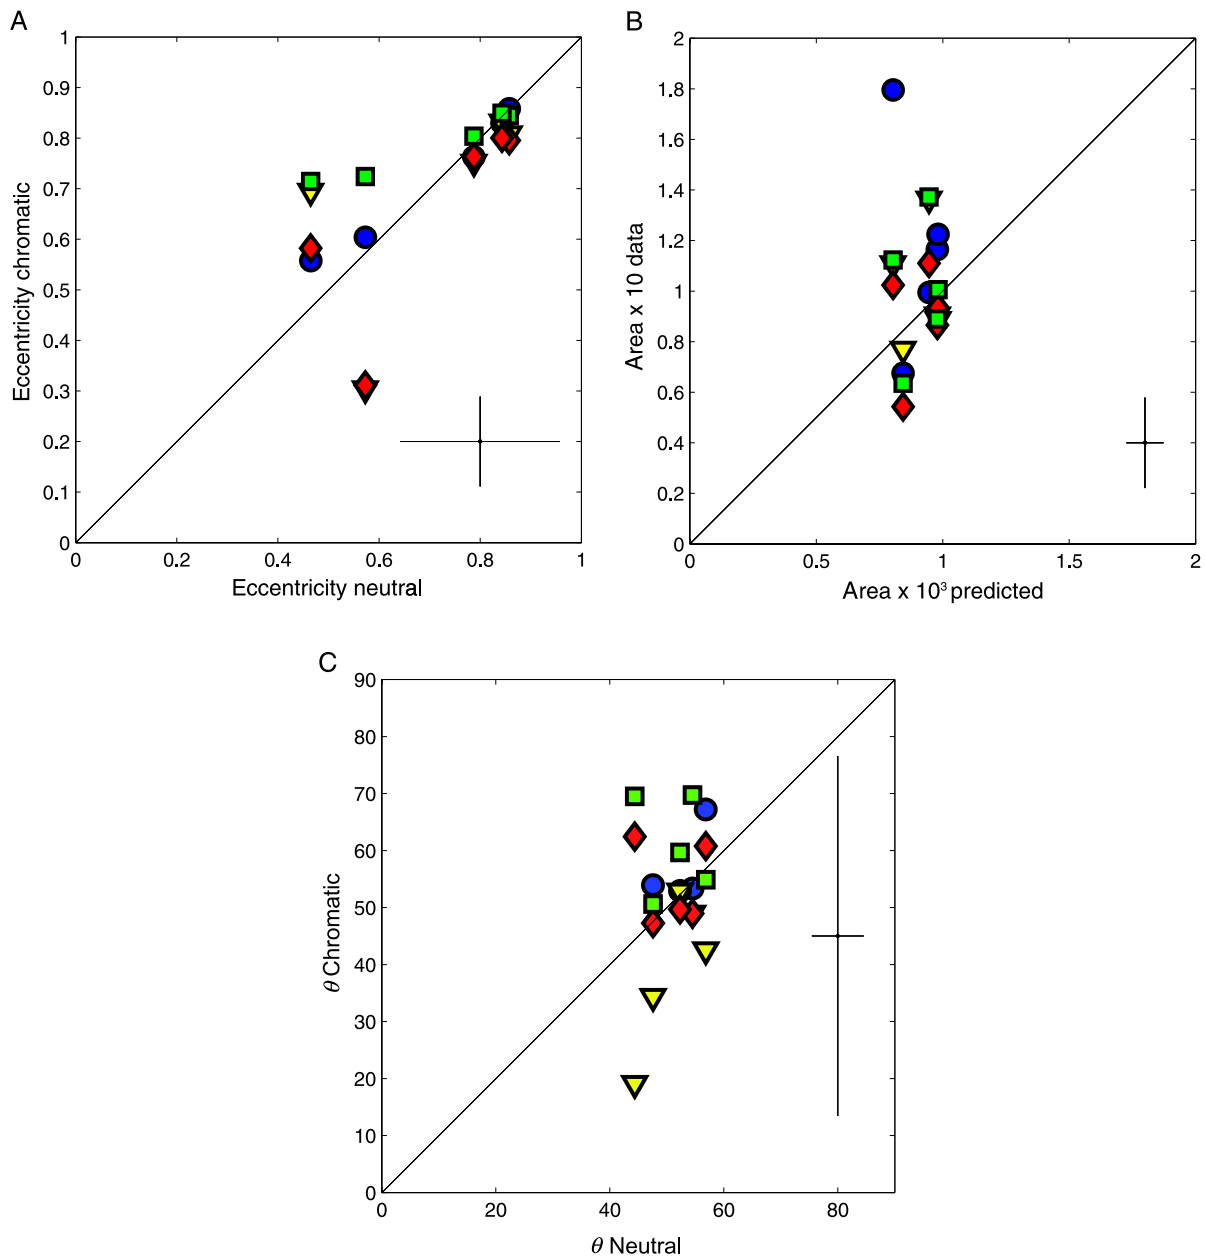 A
1
0.9
0.8
0.7
0.6
0.5
0.4
0.3
0.2
0.1
0
0 0.2 0.4 0.6 0.8 1
Eccentricity chromatic
Eccentricity neutral
B
2
1.8
1.6
1.4
1.2
1
0.8
0.6
0.4
0.2
0
0 0.5 1 1.5 2
Area x 10 data
Area x 10³ predicted
C
90
80
70
60
50
40
30
20
10
0
0 20 40 60 80
θ Chromatic
θ Neutral